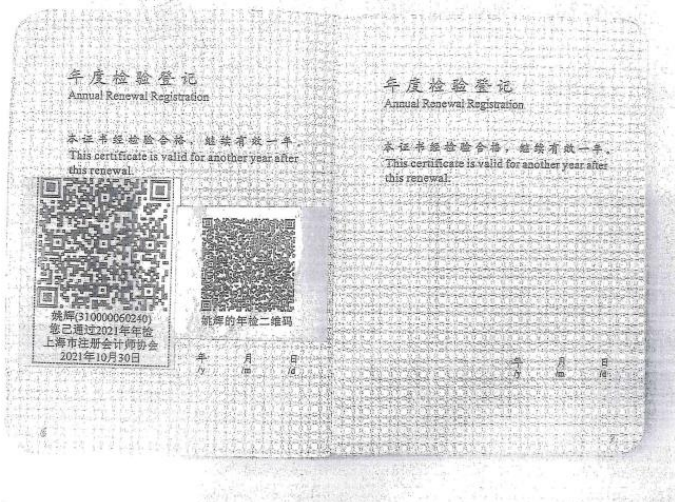 年度检验登记
Annual Renewal Registration
本证书经检验合格，继续有效一年。
This certificate is valid for another year after
this renewal.
姚辉(310000060240)
您已通过2021年年检
上海市注册会计师协会
2021年10月30日
姚辉的年检二维码
年 月 日
/y /m /d
6
年度检验登记
Annual Renewal Registration
本证书经检验合格，继续有效一年。
This certificate is valid for another year after
this renewal.
年 月 日
/y /m /d
7